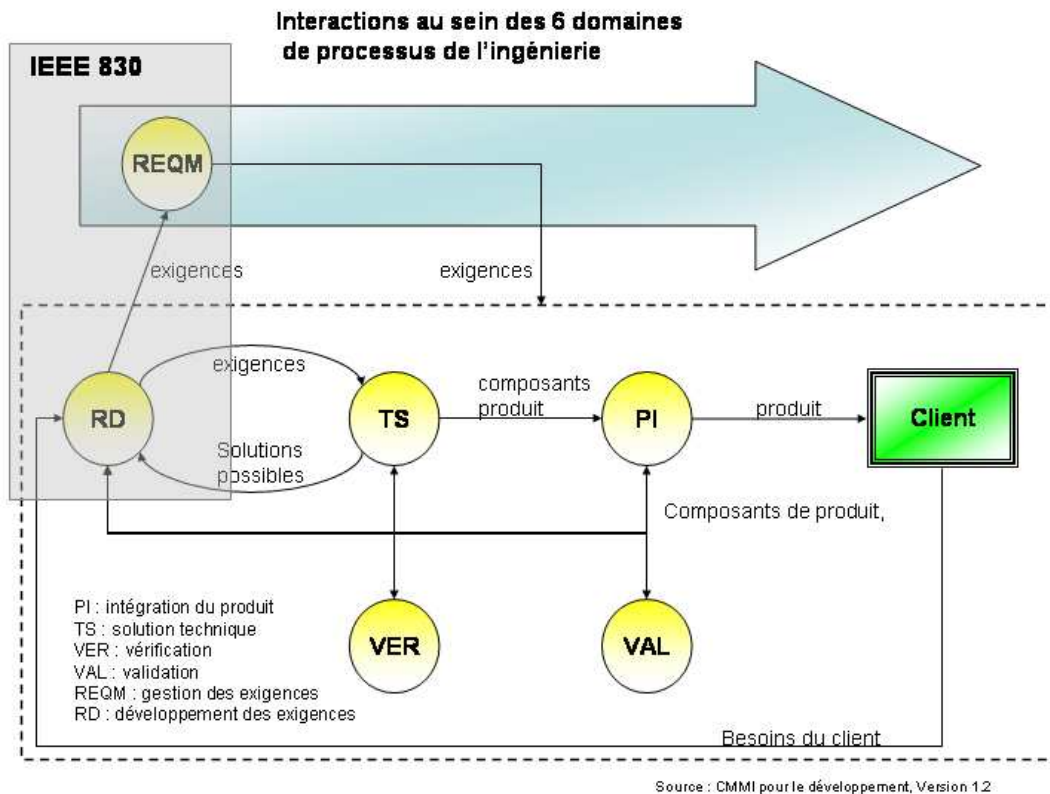 Interactions au sein des 6 domaines
de processus de l'ingénierie
IEEE 830
REQM
exigences
exigences
exigences
RD
TS
composants
produit
PI
produit
Client
Solutions
possibles
Composants de produit,
PI : intégration du produit
TS : solution technique
VER : vérification
VAL : validation
REQM : gestion des exigences
RD : développement des exigences
VER
VAL
Besoins du client
Source : CMMI pour le développement, Version 1.2